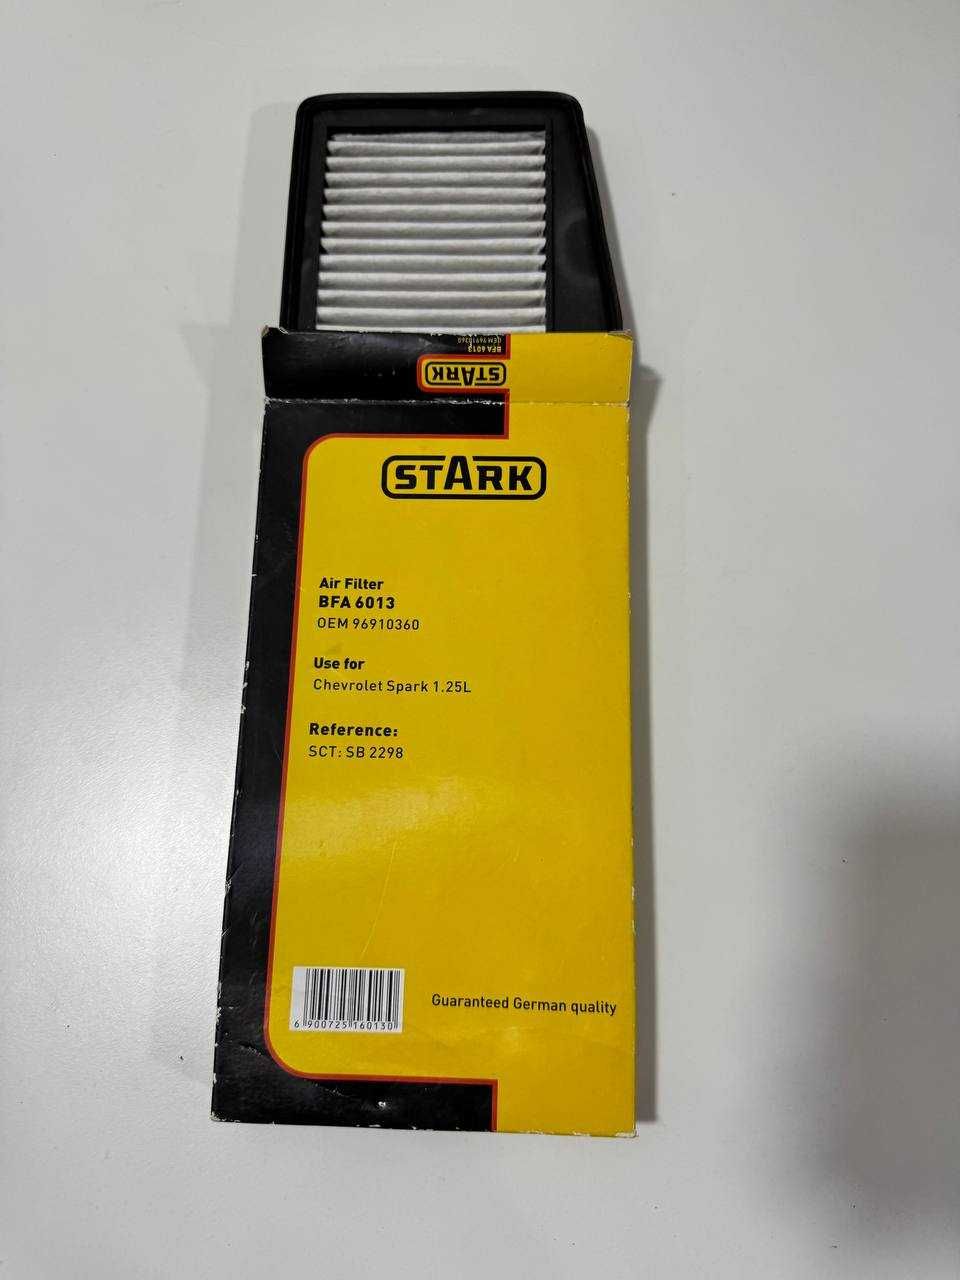 BFA 6013
OEM 96910360
STARK
STARK
Air Filter
BFA 6013
OEM 96910360
Use for
Chevrolet Spark 1.25L
Reference:
SCT: SB 2298
Guaranteed German quality
6 900725 160130